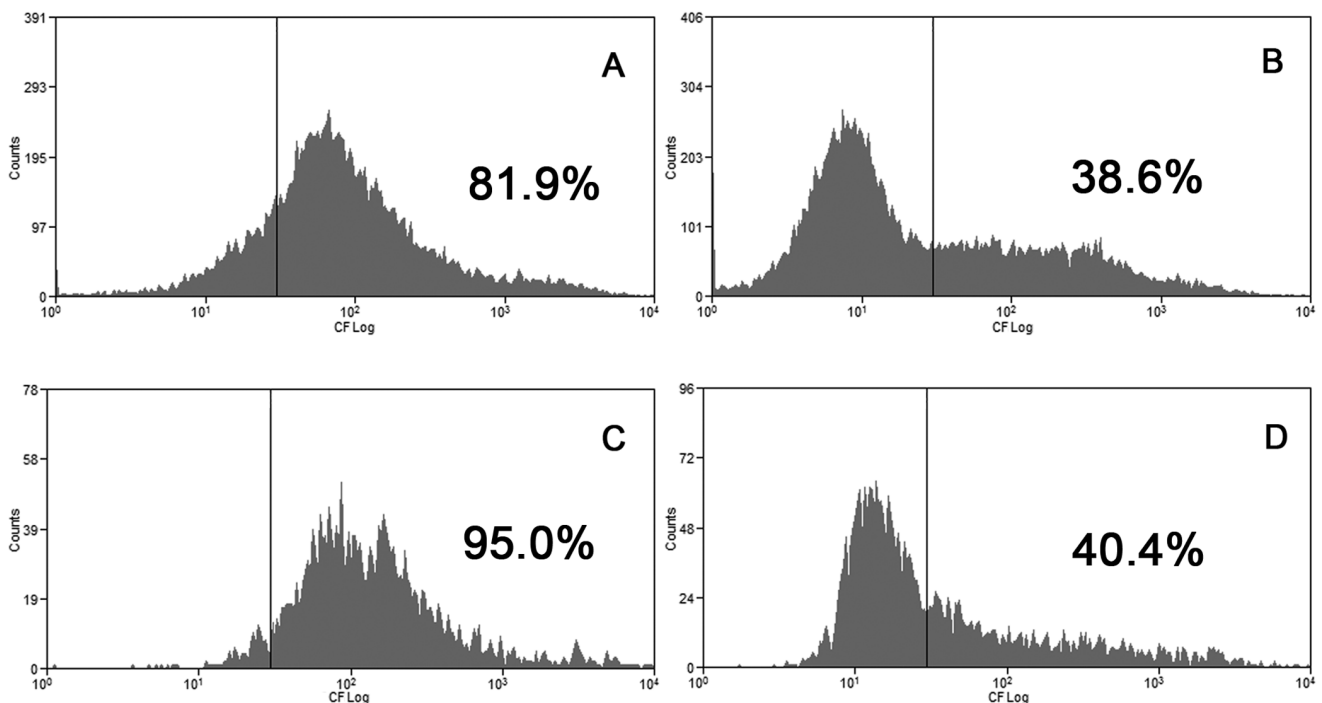 391
293
195
97
0
Counts
A
81.9%
10⁰ 10¹ 10² 10³ 10⁴
CF Log
406
304
203
101
0
Counts
B
38.6%
10⁰ 10¹ 10² 10³ 10⁴
CF Log
78
58
39
19
0
Counts
C
95.0%
10⁰ 10¹ 10² 10³ 10⁴
CF Log
96
72
48
24
0
Counts
D
40.4%
10⁰ 10¹ 10² 10³ 10⁴
CF Log